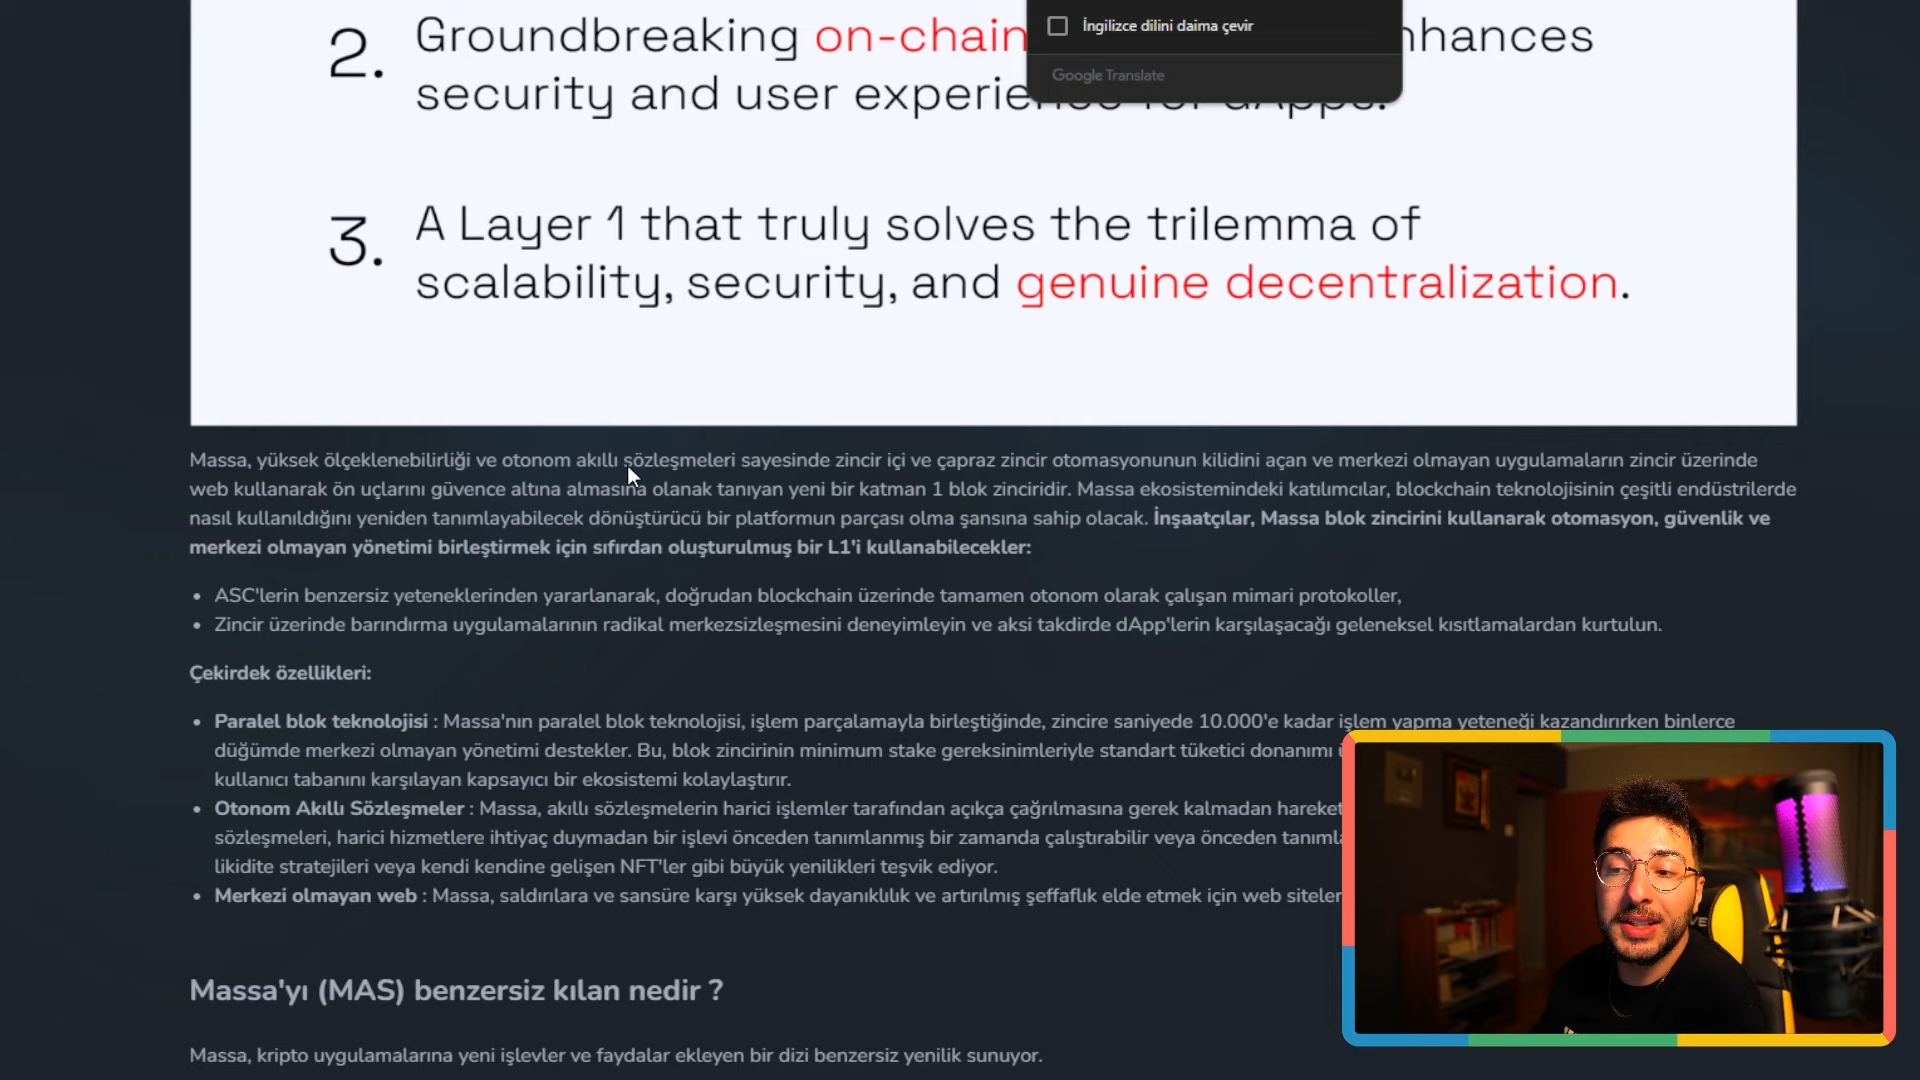 2. Groundbreaking on-chain nhances
security and user experience for dApps.
İngilizce dilini daima çevir
Google Translate
3. A Layer 1 that truly solves the trilemma of
scalability, security, and genuine decentralization.
Massa, yüksek ölçeklenebilirliği ve otonom akıllı sözleşmeleri sayesinde zincir içi ve çapraz zincir otomasyonunun kilidini açan ve merkezi olmayan uygulamaların zincir üzerinde
web kullanarak ön uçlarını güvence altına almasına olanak tanıyan yeni bir katman 1 blok zinciridir. Massa ekosistemindeki katılımcılar, blockchain teknolojisinin çeşitli endüstrilerde
nasıl kullanıldığını yeniden tanımlayabilecek dönüştürücü bir platformun parçası olma şansına sahip olacak. İnşaatçılar, Massa blok zincirini kullanarak otomasyon, güvenlik ve
merkezi olmayan yönetimi birleştirmek için sıfırdan oluşturulmuş bir L1'i kullanabilecekler:
• ASC'lerin benzersiz yeteneklerinden yararlanarak, doğrudan blockchain üzerinde tamamen otonom olarak çalışan mimari protokoller,
• Zincir üzerinde barındırma uygulamalarının radikal merkezsizleşmesini deneyimleyin ve aksi takdirde dApp'lerin karşılaşacağı geleneksel kısıtlamalardan kurtulun.
Çekirdek özellikleri:
• Paralel blok teknolojisi : Massa'nın paralel blok teknolojisi, işlem parçalamayla birleştiğinde, zincire saniyede 10.000'e kadar işlem yapma yeteneği kazandırırken binlerce
düğümde merkezi olmayan yönetimi destekler. Bu, blok zincirinin minimum stake gereksinimleriyle standart tüketici donanımı
kullanıcı tabanını karşılayan kapsayıcı bir ekosistemi kolaylaştırır.
• Otonom Akıllı Sözleşmeler : Massa, akıllı sözleşmelerin harici işlemler tarafından açıkça çağrılmasına gerek kalmadan hareket
sözleşmeleri, harici hizmetlere ihtiyaç duymadan bir işlevi önceden tanımlanmış bir zamanda çalıştırabilir veya önceden tanımla
likidite stratejileri veya kendi kendine gelişen NFT'ler gibi büyük yenilikleri teşvik ediyor.
• Merkezi olmayan web : Massa, saldırılara ve sansüre karşı yüksek dayanıklılık ve artırılmış şeffaflık elde etmek için web siteler
Massa'yı (MAS) benzersiz kılan nedir ?
Massa, kripto uygulamalarına yeni işlevler ve faydalar ekleyen bir dizi benzersiz yenilik sunuyor.